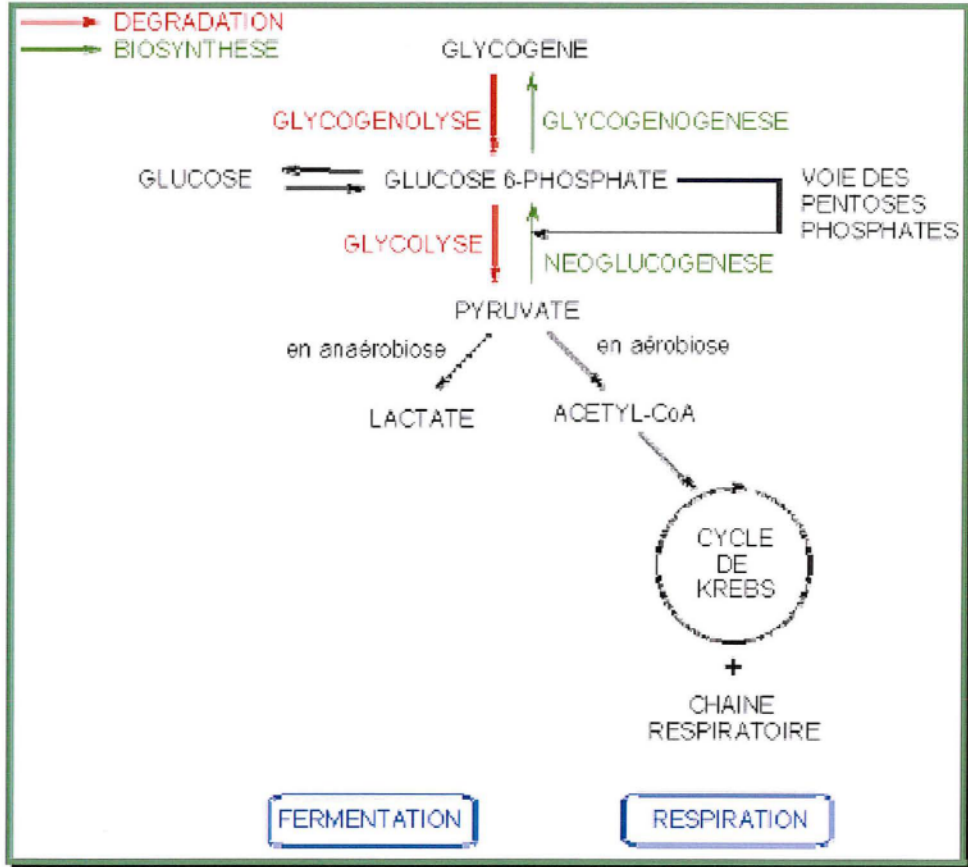 DEGRADATION
BIOSYNTHESE
GLYCOGENE
GLYCOGENOLYSE
GLYCOGENOGENESE
GLUCOSE
GLUCOSE 6-PHOSPHATE
VOIE DES
PENTOSES
PHOSPHATES
GLYCOLYSE
NEOGLUCOGENESE
PYRUVATE
en anaérobiose
en aérobiose
LACTATE
ACETYL-CoA
CYCLE
DE
KREBS
+
CHAINE
RESPIRATOIRE
FERMENTATION
RESPIRATION